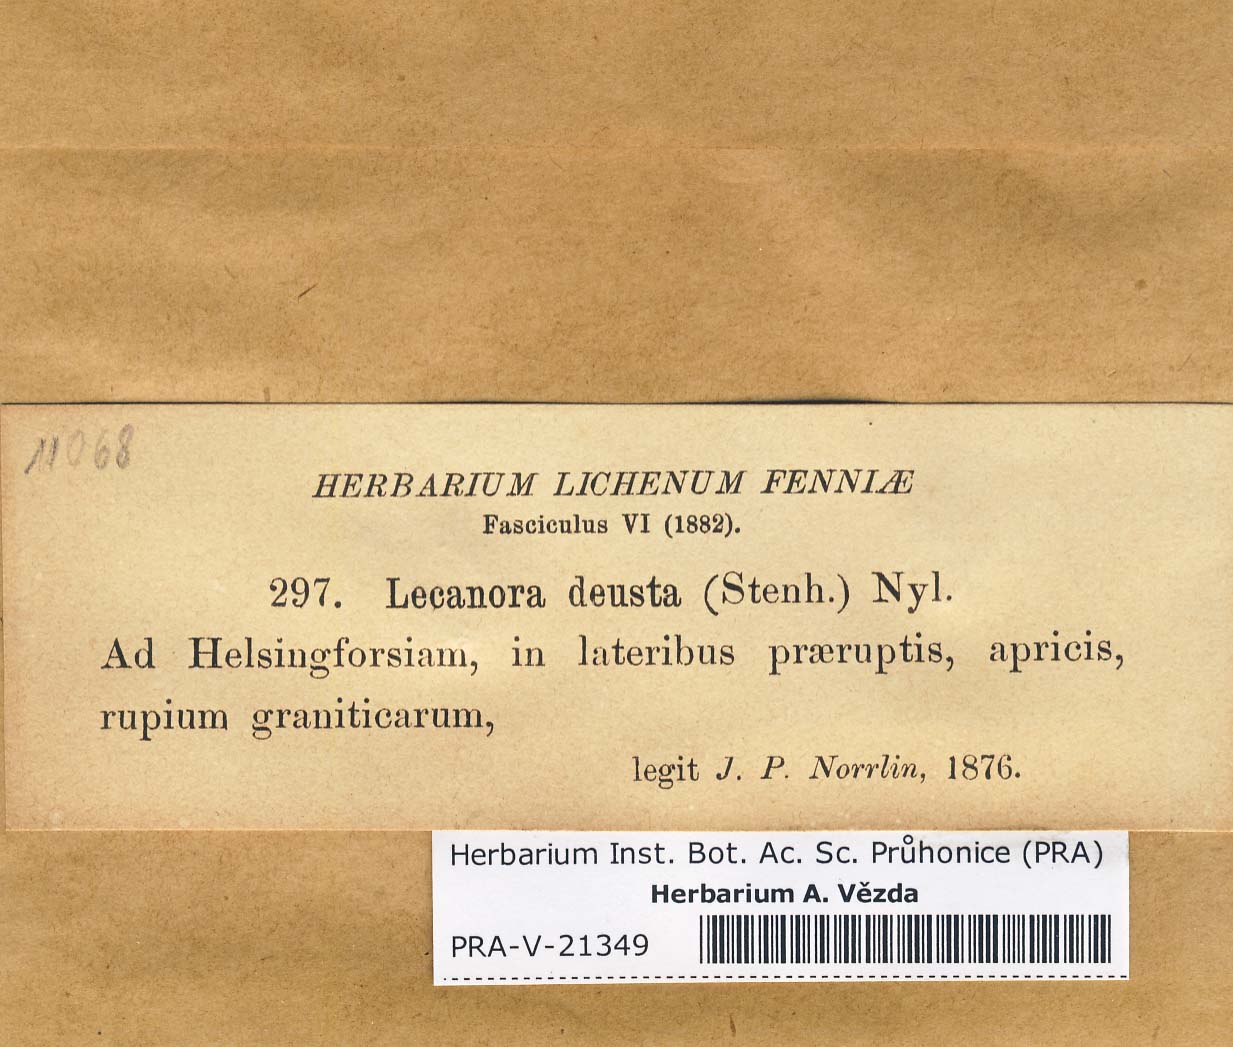 11068
HERBARIUM LICHENUM FENNIÆ
Fasciculus VI (1882).
297. Lecanora deusta (Stenh.) Nyl.
Ad Helsingforsiam, in lateribus præruptis, apricis,
rupium graniticarum,
legit J. P. Norrlin, 1876.
Herbarium Inst. Bot. Ac. Sc. Průhonice (PRA)
Herbarium A. Vězda
PRA-V-21349